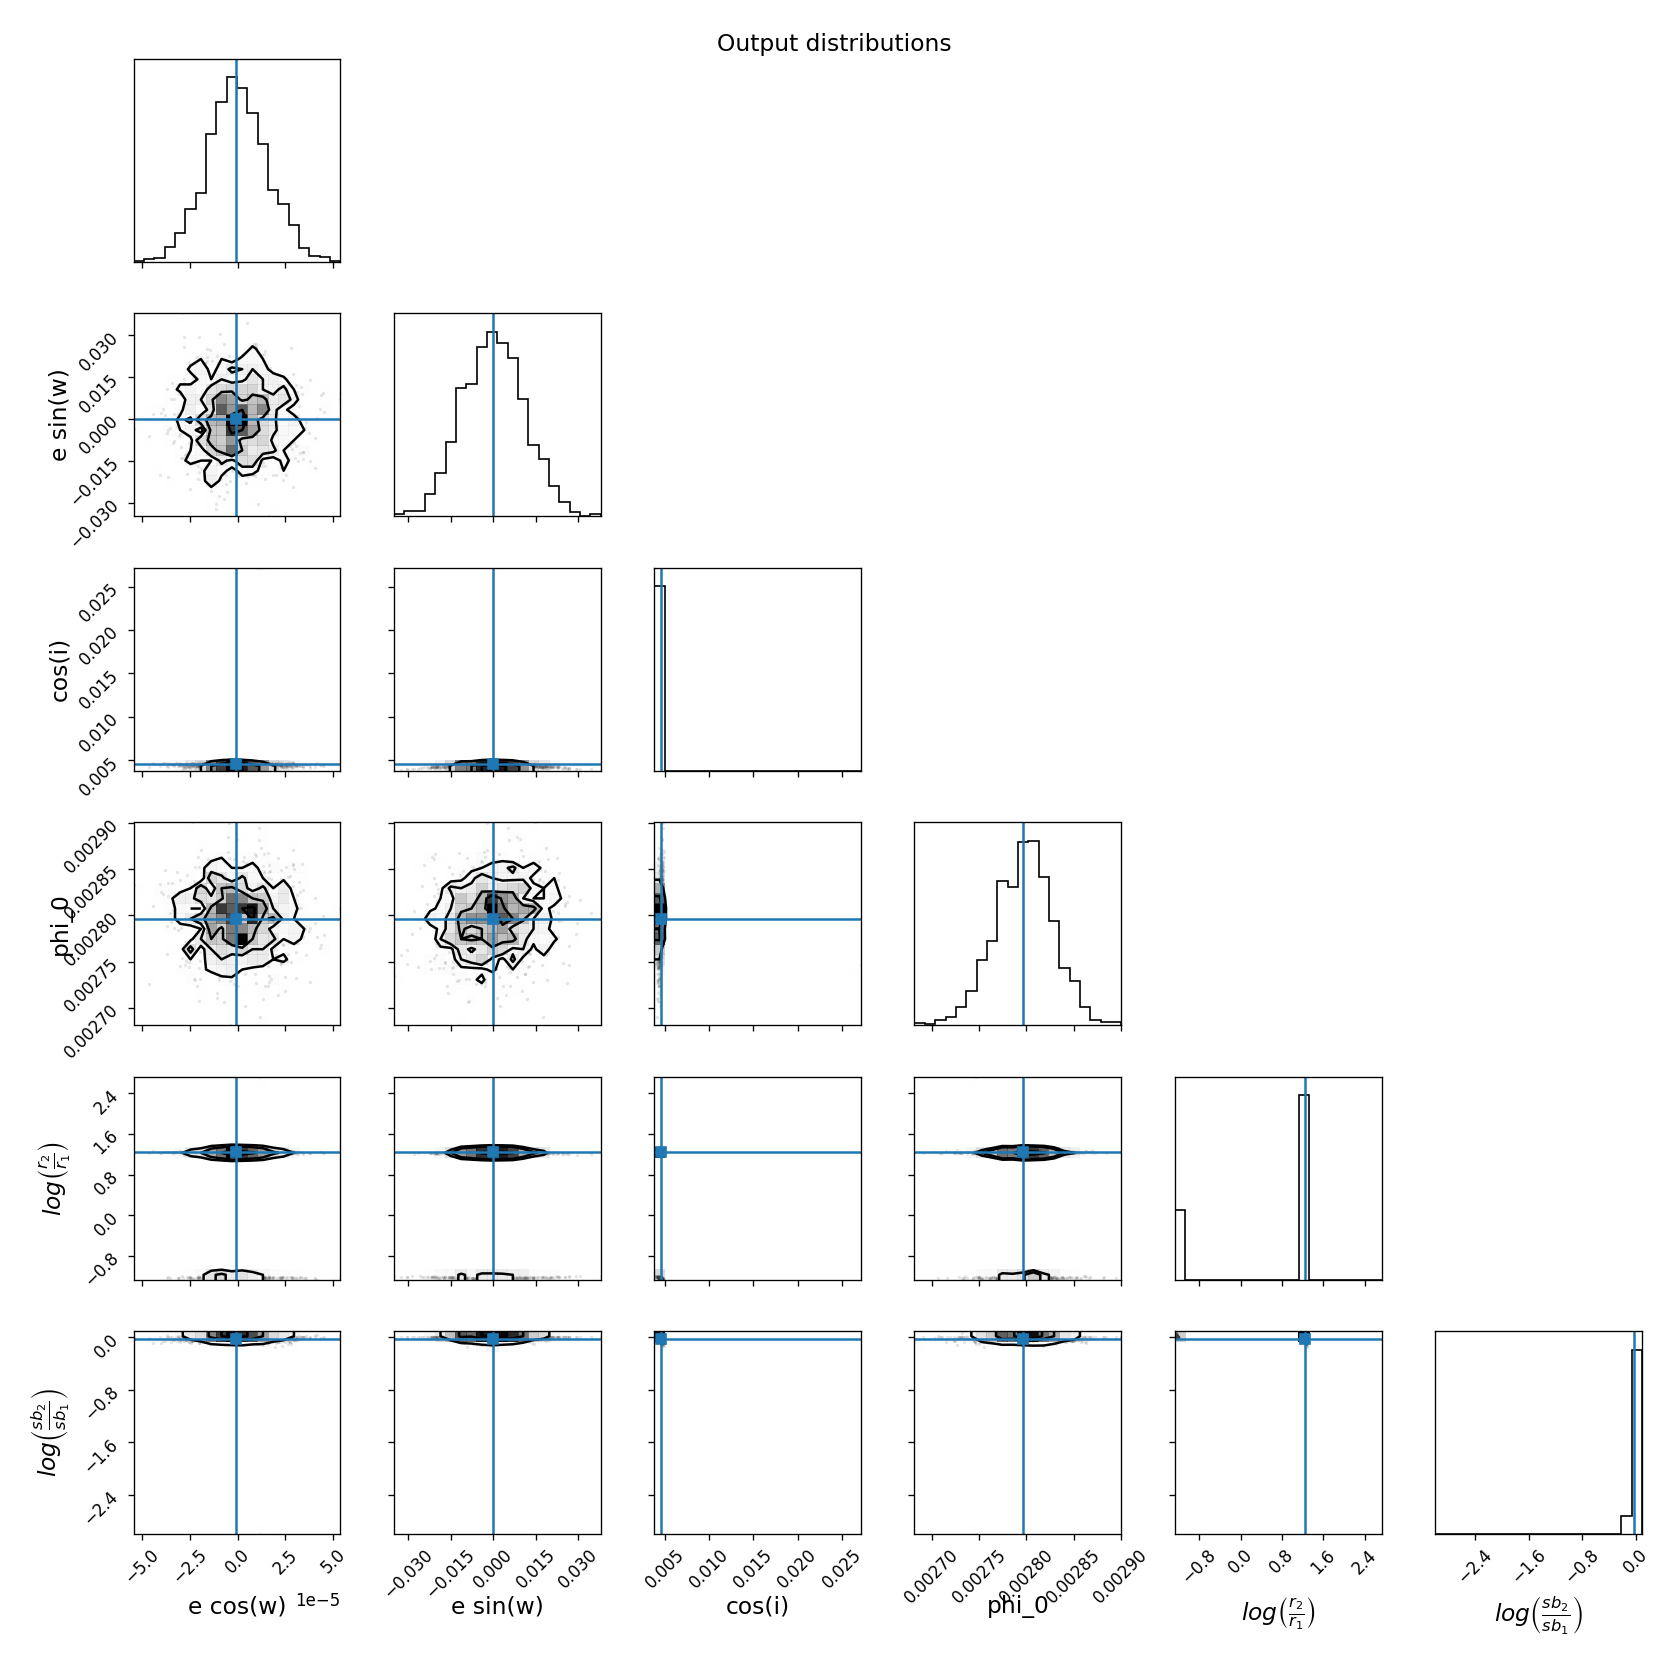 Output distributions
e sin(w)
0.030
0.015
0.000
−0.015
−0.030
cos(i)
0.025
0.020
0.015
0.010
0.005
phi_0
0.00290
0.00285
0.00280
0.00275
0.00270
log(r2/r1)
2.4
1.6
0.8
0.0
−0.8
log(sb2/sb1)
0.0
−0.8
−1.6
−2.4
−5.0 −2.5 0.0 2.5 5.0
1e−5
e cos(w)
−0.030 −0.015 0.000 0.015 0.030
e sin(w)
0.005 0.010 0.015 0.020 0.025
cos(i)
0.00270 0.00275 0.00280 0.00285 0.00290
phi_0
−0.8 0.0 0.8 1.6 2.4
log(r2/r1)
−2.4 −1.6 −0.8 0.0
log(sb2/sb1)